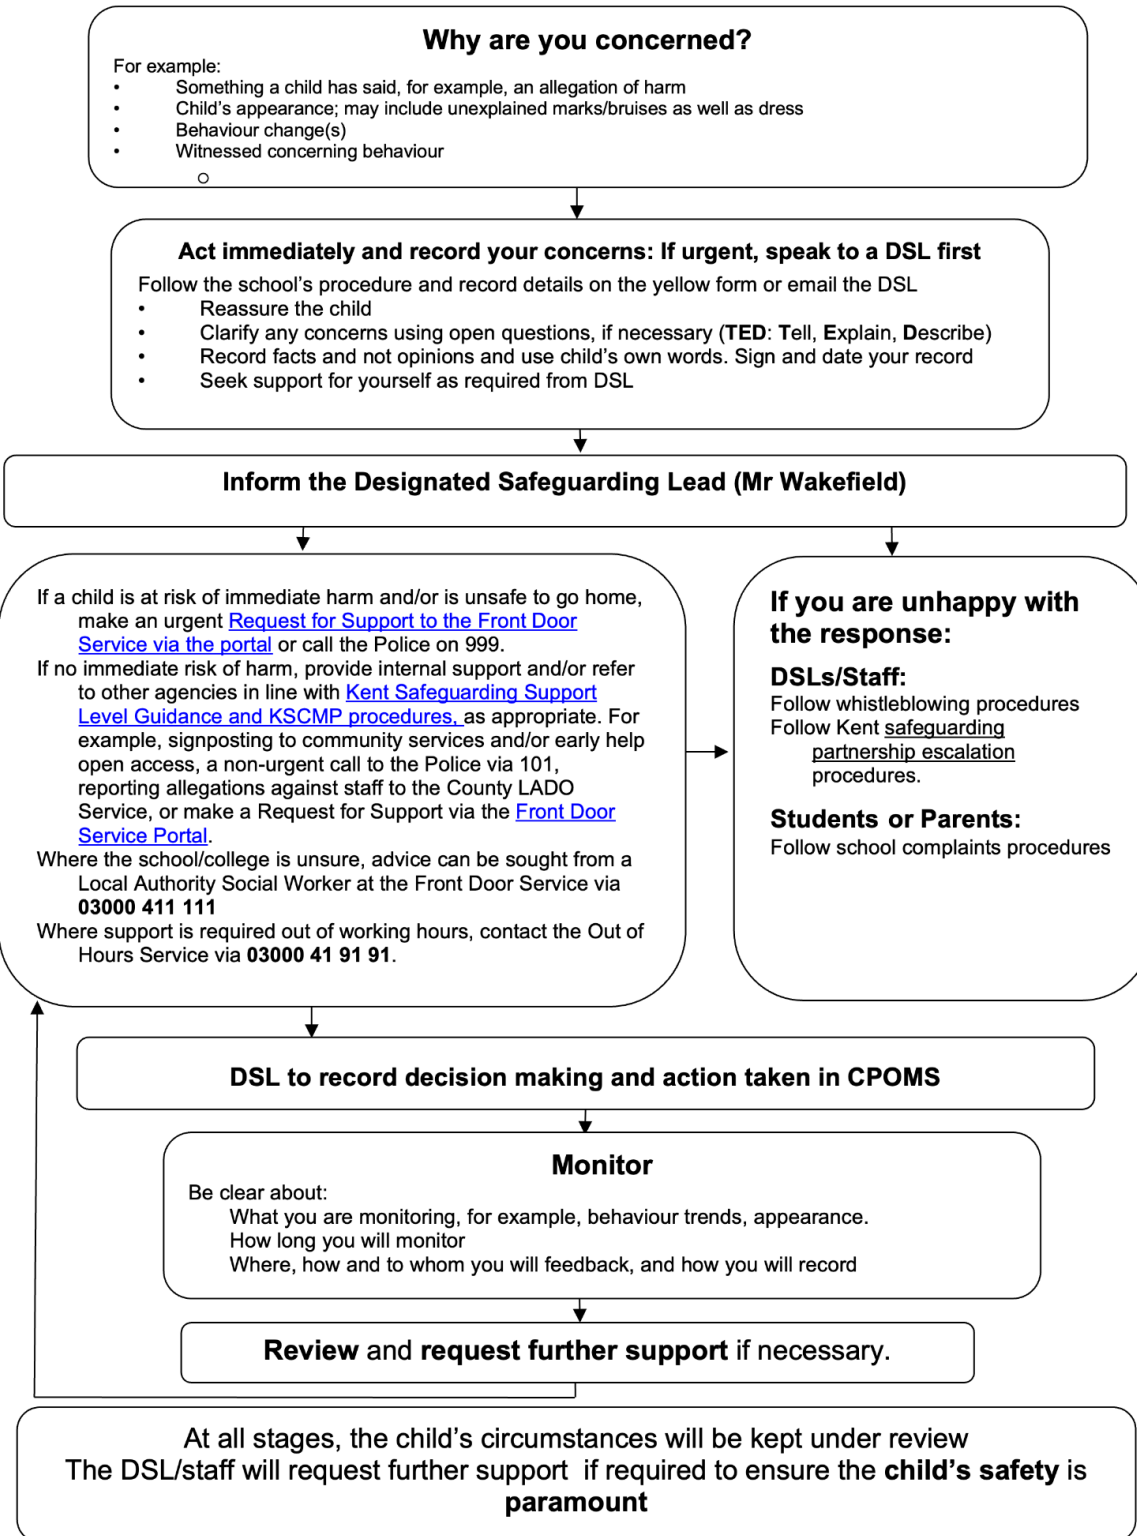 Why are you concerned?
For example:
• Something a child has said, for example, an allegation of harm
• Child's appearance; may include unexplained marks/bruises as well as dress
• Behaviour change(s)
• Witnessed concerning behaviour
○
Act immediately and record your concerns: If urgent, speak to a DSL first
Follow the school's procedure and record details on the yellow form or email the DSL
• Reassure the child
• Clarify any concerns using open questions, if necessary (TED: Tell, Explain, Describe)
• Record facts and not opinions and use child's own words. Sign and date your record
• Seek support for yourself as required from DSL
Inform the Designated Safeguarding Lead (Mr Wakefield)
If a child is at risk of immediate harm and/or is unsafe to go home,
make an urgent Request for Support to the Front Door
Service via the portal or call the Police on 999.
If no immediate risk of harm, provide internal support and/or refer
to other agencies in line with Kent Safeguarding Support
Level Guidance and KSCMP procedures, as appropriate. For
example, signposting to community services and/or early help
open access, a non-urgent call to the Police via 101,
reporting allegations against staff to the County LADO
Service, or make a Request for Support via the Front Door
Service Portal.
Where the school/college is unsure, advice can be sought from a
Local Authority Social Worker at the Front Door Service via
03000 411 111
Where support is required out of working hours, contact the Out of
Hours Service via 03000 41 91 91.
If you are unhappy with
the response:
DSLs/Staff:
Follow whistleblowing procedures
Follow Kent safeguarding
partnership escalation
procedures.
Students or Parents:
Follow school complaints procedures
DSL to record decision making and action taken in CPOMS
Monitor
Be clear about:
What you are monitoring, for example, behaviour trends, appearance.
How long you will monitor
Where, how and to whom you will feedback, and how you will record
Review and request further support if necessary.
At all stages, the child's circumstances will be kept under review
The DSL/staff will request further support if required to ensure the child's safety is
paramount